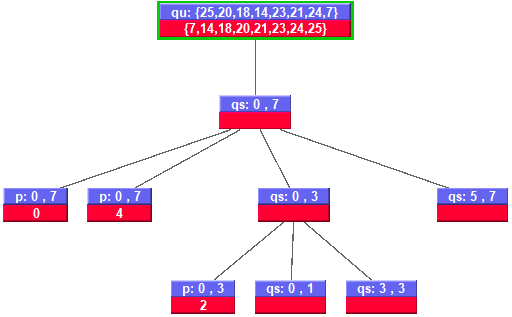 qu: {25,20,18,14,23,21,24,7}
{7,14,18,20,21,23,24,25}
qs: 0 , 7
p: 0 , 7
0
p: 0 , 7
4
qs: 0 , 3
qs: 5 , 7
p: 0 , 3
2
qs: 0 , 1
qs: 3 , 3